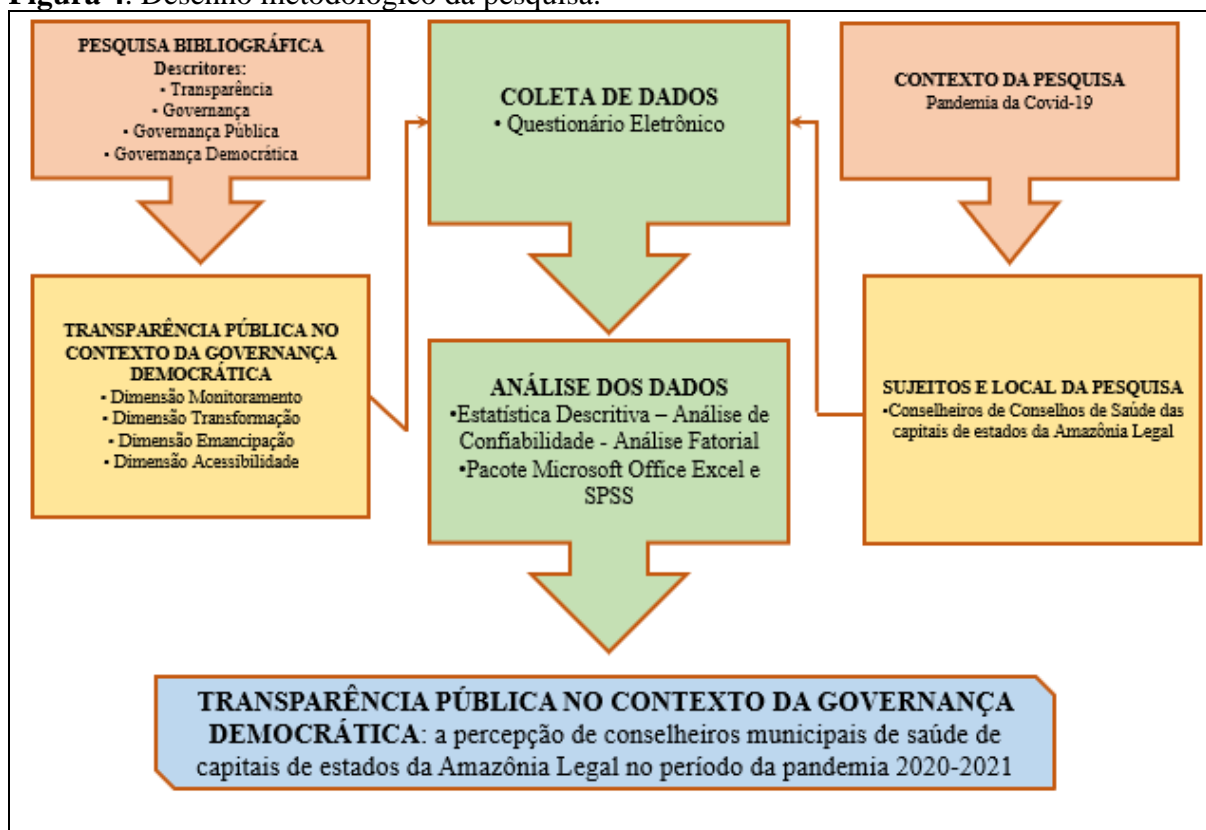 Figura 4. Desenho metodológico da pesquisa.
PESQUISA BIBLIOGRÁFICA
Descritores:
• Transparência
• Governança
• Governança Pública
• Governança Democrática
COLETA DE DADOS
• Questionário Eletrônico
CONTEXTO DA PESQUISA
Pandemia da Covid-19
TRANSPARÊNCIA PÚBLICA NO
CONTEXTO DA GOVERNANÇA
DEMOCRÁTICA
• Dimensão Monitoramento
• Dimensão Transformação
• Dimensão Emancipação
• Dimensão Acessibilidade
ANÁLISE DOS DADOS
•Estatística Descritiva – Análise de
Confiabilidade - Análise Fatorial
•Pacote Microsoft Office Excel e
SPSS
SUJEITOS E LOCAL DA PESQUISA
•Conselheiros de Conselhos de Saúde das
capitais de estados da Amazônia Legal
TRANSPARÊNCIA PÚBLICA NO CONTEXTO DA GOVERNANÇA
DEMOCRÁTICA: a percepção de conselheiros municipais de saúde de
capitais de estados da Amazônia Legal no período da pandemia 2020-2021